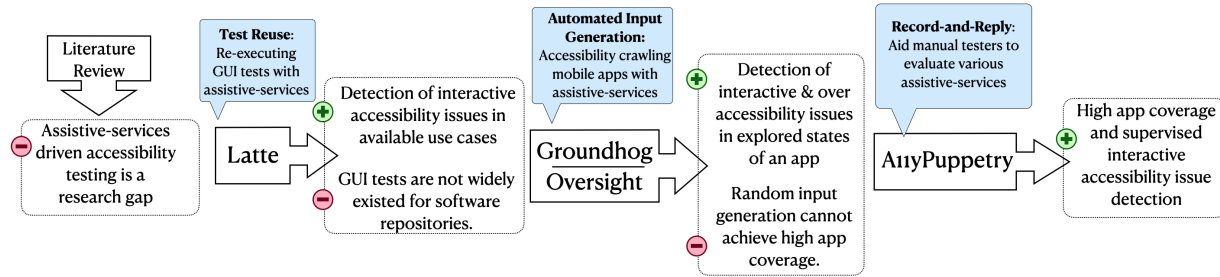 Literature
Review
Assistive-services
driven accessibility
testing is a
research gap
Test Reuse:
Re-executing
GUI tests with
assistive-services
Latte
Detection of interactive
accessibility issues in
available use cases
GUI tests are not widely
existed for software
repositories.
Automated Input
Generation:
Accessibility crawling
mobile apps with
assistive-services
Groundhog
Oversight
Detection of
interactive & over
accessibility issues
in explored states
of an app
Random input
generation cannot
achieve high app
coverage.
Record-and-Reply:
Aid manual testers to
evaluate various
assistive-services
A11yPuppetry
High app coverage
and supervised
interactive
accessibility issue
detection